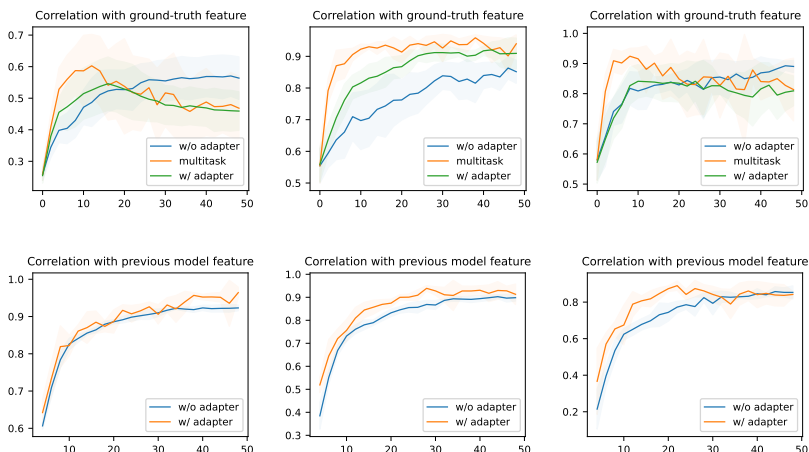 Correlation with ground-truth feature
0.7
0.6
0.5
0.4
0.3
w/o adapter
multitask
w/ adapter
0 10 20 30 40 50
Correlation with ground-truth feature
0.9
0.8
0.7
0.6
0.5
w/o adapter
multitask
w/ adapter
0 10 20 30 40 50
Correlation with ground-truth feature
1.0
0.9
0.8
0.7
0.6
0.5
w/o adapter
multitask
w/ adapter
0 10 20 30 40 50
Correlation with previous model feature
1.0
0.9
0.8
0.7
0.6
w/o adapter
w/ adapter
10 20 30 40 50
Correlation with previous model feature
1.0
0.9
0.8
0.7
0.6
0.5
0.4
0.3
w/o adapter
w/ adapter
10 20 30 40 50
Correlation with previous model feature
0.8
0.6
0.4
0.2
w/o adapter
w/ adapter
10 20 30 40 50